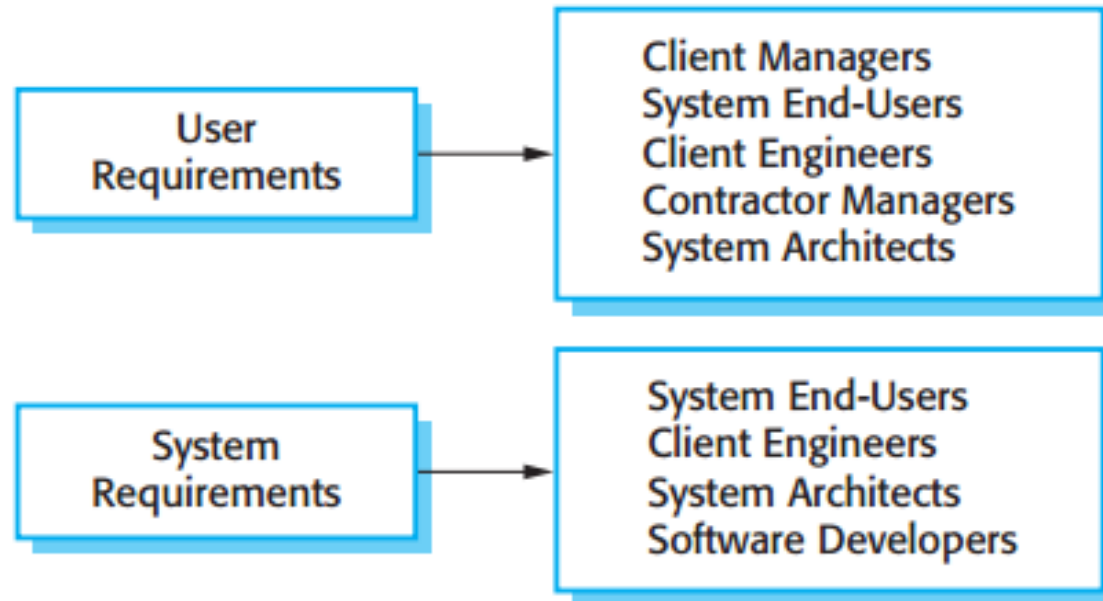 User
Requirements
Client Managers
System End-Users
Client Engineers
Contractor Managers
System Architects
System
Requirements
System End-Users
Client Engineers
System Architects
Software Developers